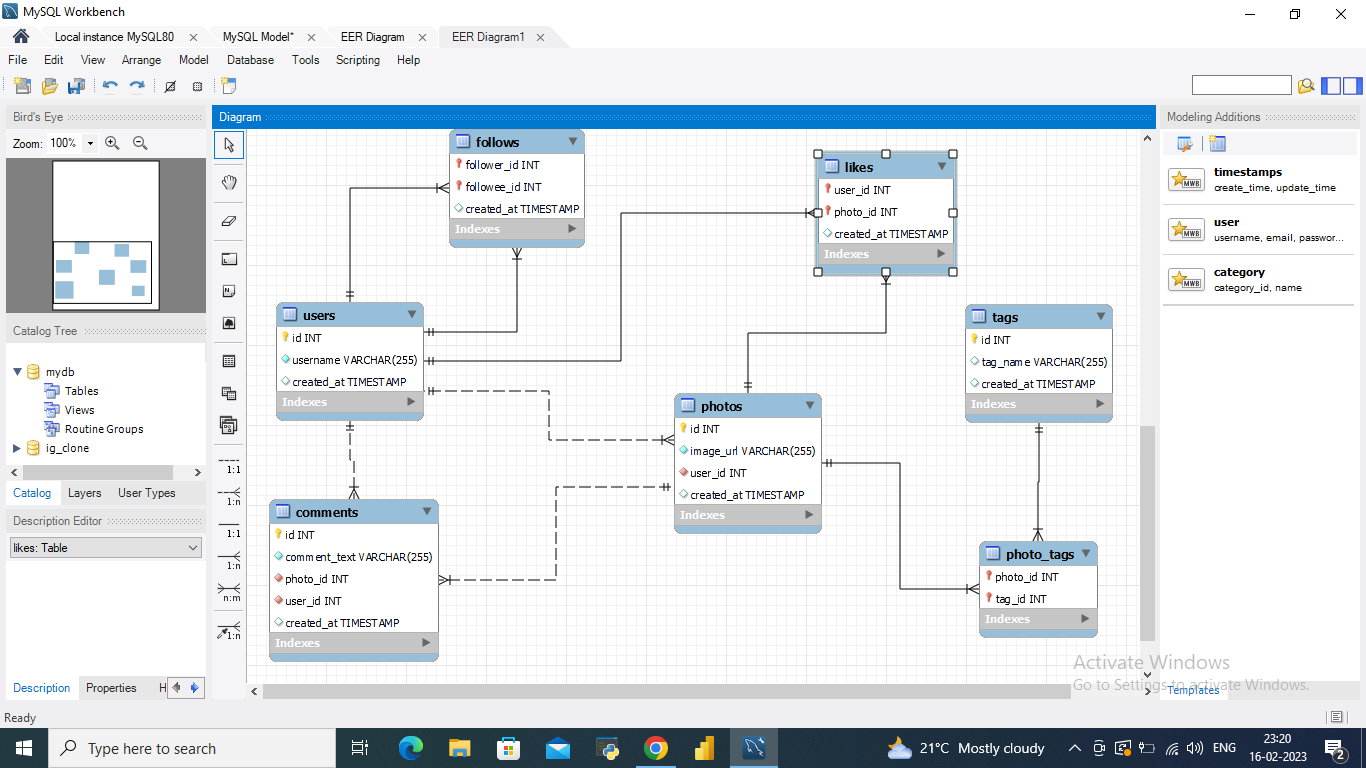 MySQL Workbench
Local instance MySQL80
MySQL Model*
EER Diagram
EER Diagram1
File Edit View Arrange Model Database Tools Scripting Help
Bird's Eye
Zoom: 100%
Catalog Tree
mydb
Tables
Views
Routine Groups
ig_clone
Catalog Layers User Types
Description Editor
likes: Table
Description Properties H
Ready
Diagram
1:1
1:n
1:1
1:n
n:m
1:n
follows
follower_id INT
followee_id INT
created_at TIMESTAMP
Indexes
likes
user_id INT
photo_id INT
created_at TIMESTAMP
Indexes
users
id INT
username VARCHAR(255)
created_at TIMESTAMP
Indexes
tags
id INT
tag_name VARCHAR(255)
created_at TIMESTAMP
Indexes
photos
id INT
image_url VARCHAR(255)
user_id INT
created_at TIMESTAMP
Indexes
comments
id INT
comment_text VARCHAR(255)
photo_id INT
user_id INT
created_at TIMESTAMP
Indexes
photo_tags
photo_id INT
tag_id INT
Indexes
Modeling Additions
MWB
timestamps
create_time, update_time
MWB
user
username, email, passwor...
MWB
category
category_id, name
Activate Windows
Go to Settings to activate Windows.
Templates
Type here to search
21°C Mostly cloudy
ENG
23:20
16-02-2023
2